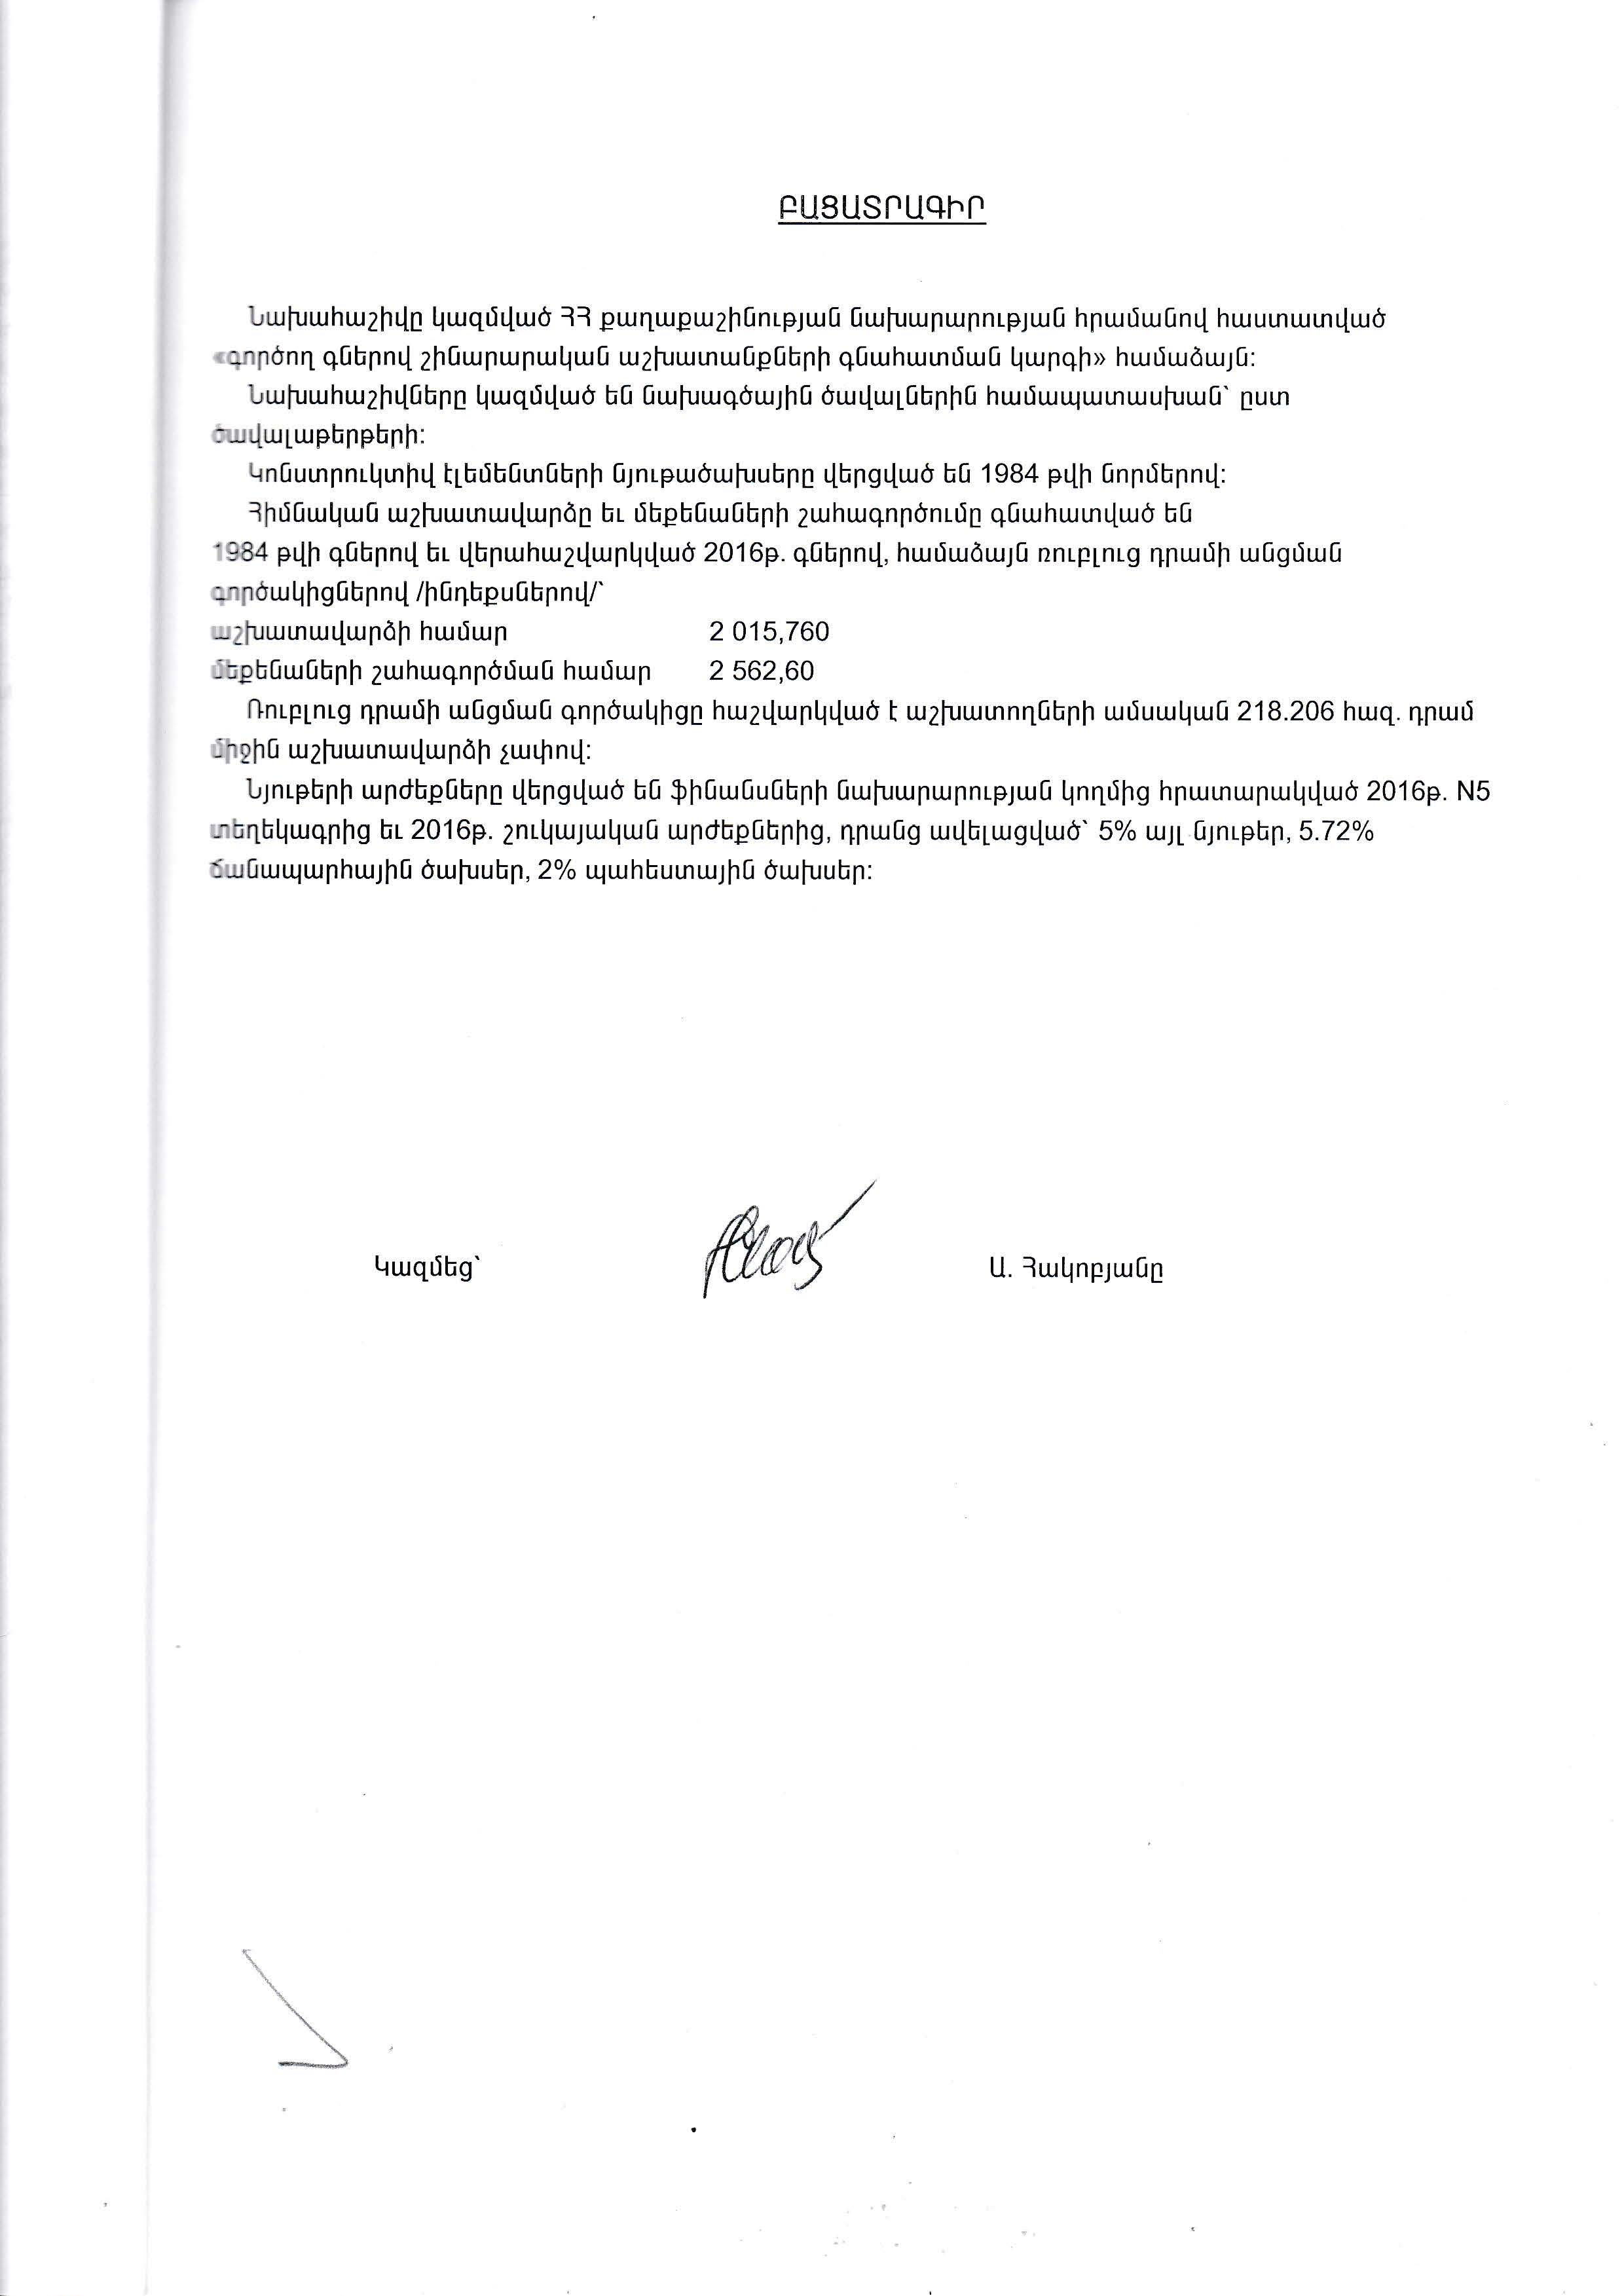 ԲԱՑԱՏՐԱԳԻՐ
Նախահաշիվը կազմված ՀՀ քաղաքաշինության նախարարության հրամանով հաստատված
«գործող գներով շինարարական աշխատանքների գնահատման կարգի» համաձայն:
Նախահաշիվները կազմված են նախագծային ծավալներին համապատասխան՝ ըստ
ծավալաթերթերի:
Կոնստրուկտիվ էլեմենտների նյութածախսերը վերցված են 1984 թվի նորմերով:
Հիմնական աշխատավարձը եւ մեքենաների շահագործումը գնահատված են
1984 թվի գներով եւ վերահաշվարկված 2016թ. գներով, համաձայն ռուբլուց դրամի անցման
գործակիցներով /ինդեքսներով/՝
աշխատավարձի համար 2 015,760
մեքենաների շահագործման համար 2 562,60
Ռուբլուց դրամի անցման գործակիցը հաշվարկված է աշխատողների ամսական 218.206 հազ. դրամ
միջին աշխատավարձի չափով:
Նյութերի արժեքները վերցված են ֆինանսների նախարարության կողմից հրատարակված 2016թ. N5
տեղեկագրից եւ 2016թ. շուկայական արժեքներից, դրանց ավելացված՝ 5% այլ նյութեր, 5.72%
ճանապարհային ծախսեր, 2% պահեստային ծախսեր:
Կազմեց՝ Ա. Հակոբյանը